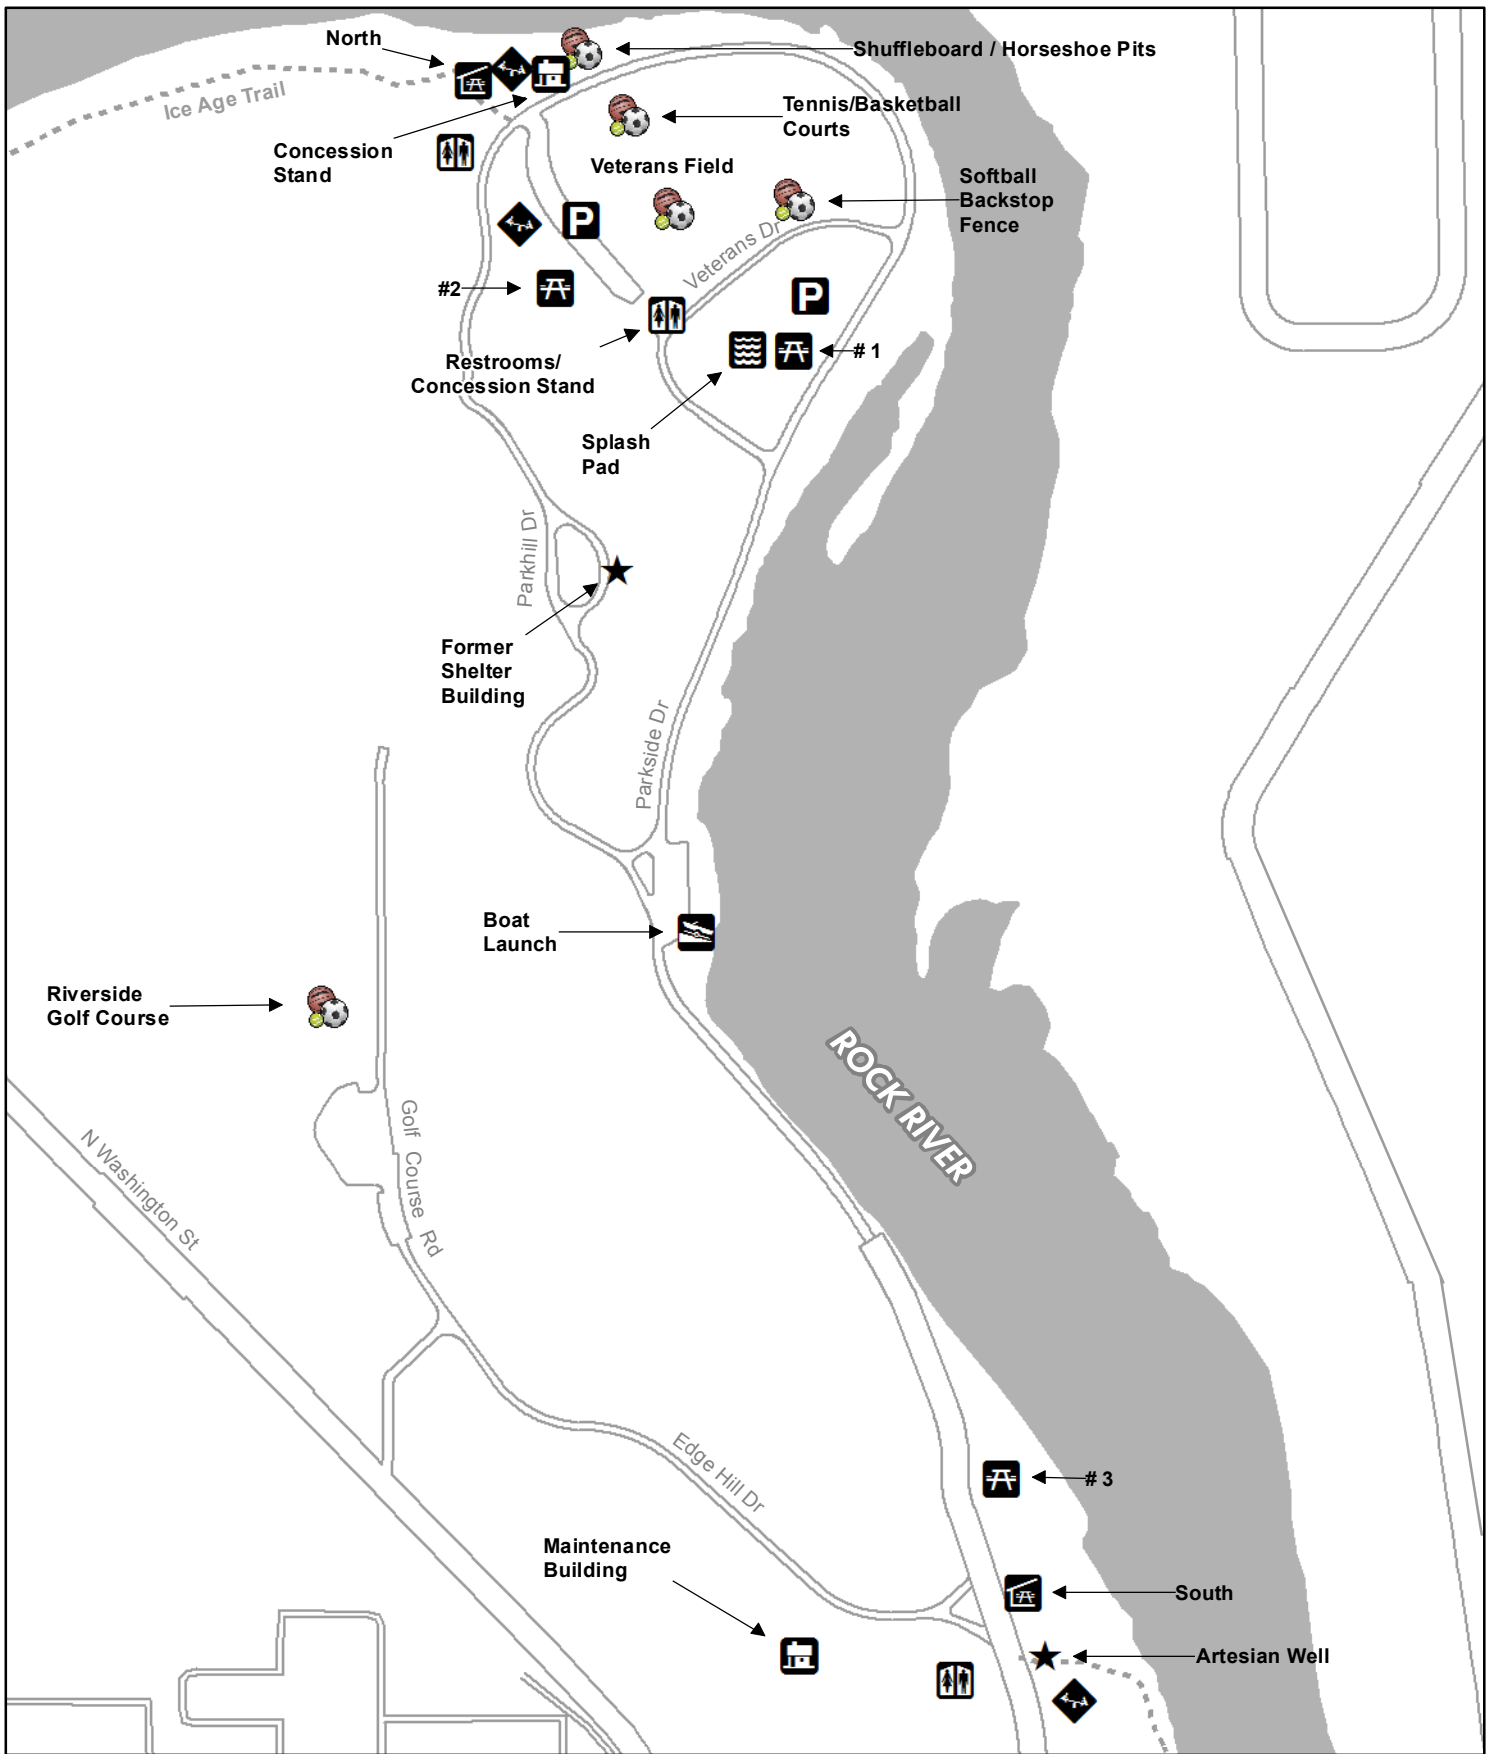 North
Shuffleboard / Horseshoe Pits
Ice Age Trail
Tennis/Basketball
Courts
Concession
Stand
Veterans Field
Softball
Backstop
Fence
P
Veterans Dr
#2
P
Restrooms/
Concession Stand
# 1
Splash
Pad
Parkhill Dr
Former
Shelter
Building
Parkside Dr
Boat
Launch
Riverside
Golf Course
ROCK RIVER
N Washington St
Golf Course Rd
Edge Hill Dr
# 3
Maintenance
Building
South
Artesian Well